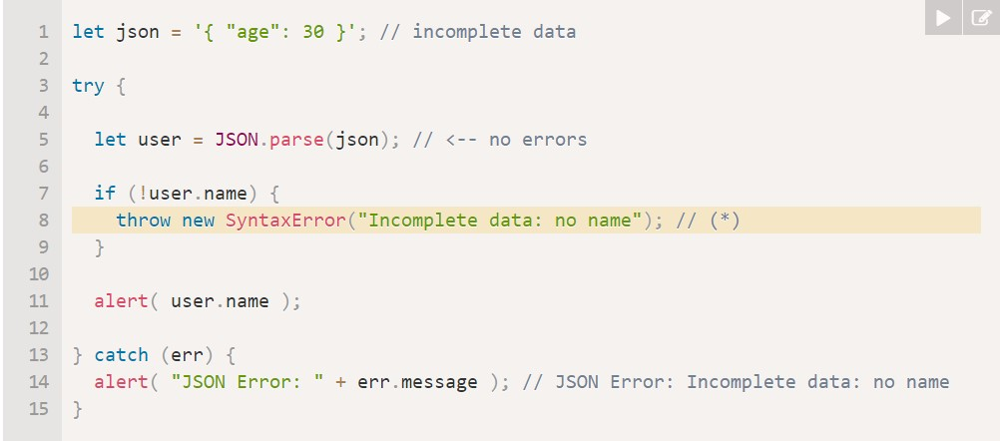 1 let json = '{ "age": 30 }'; // incomplete data
2
3 try {
4
5   let user = JSON.parse(json); // <-- no errors
6
7   if (!user.name) {
8     throw new SyntaxError("Incomplete data: no name"); // (*)
9   }
10
11   alert( user.name );
12
13 } catch (err) {
14   alert( "JSON Error: " + err.message ); // JSON Error: Incomplete data: no name
15 }